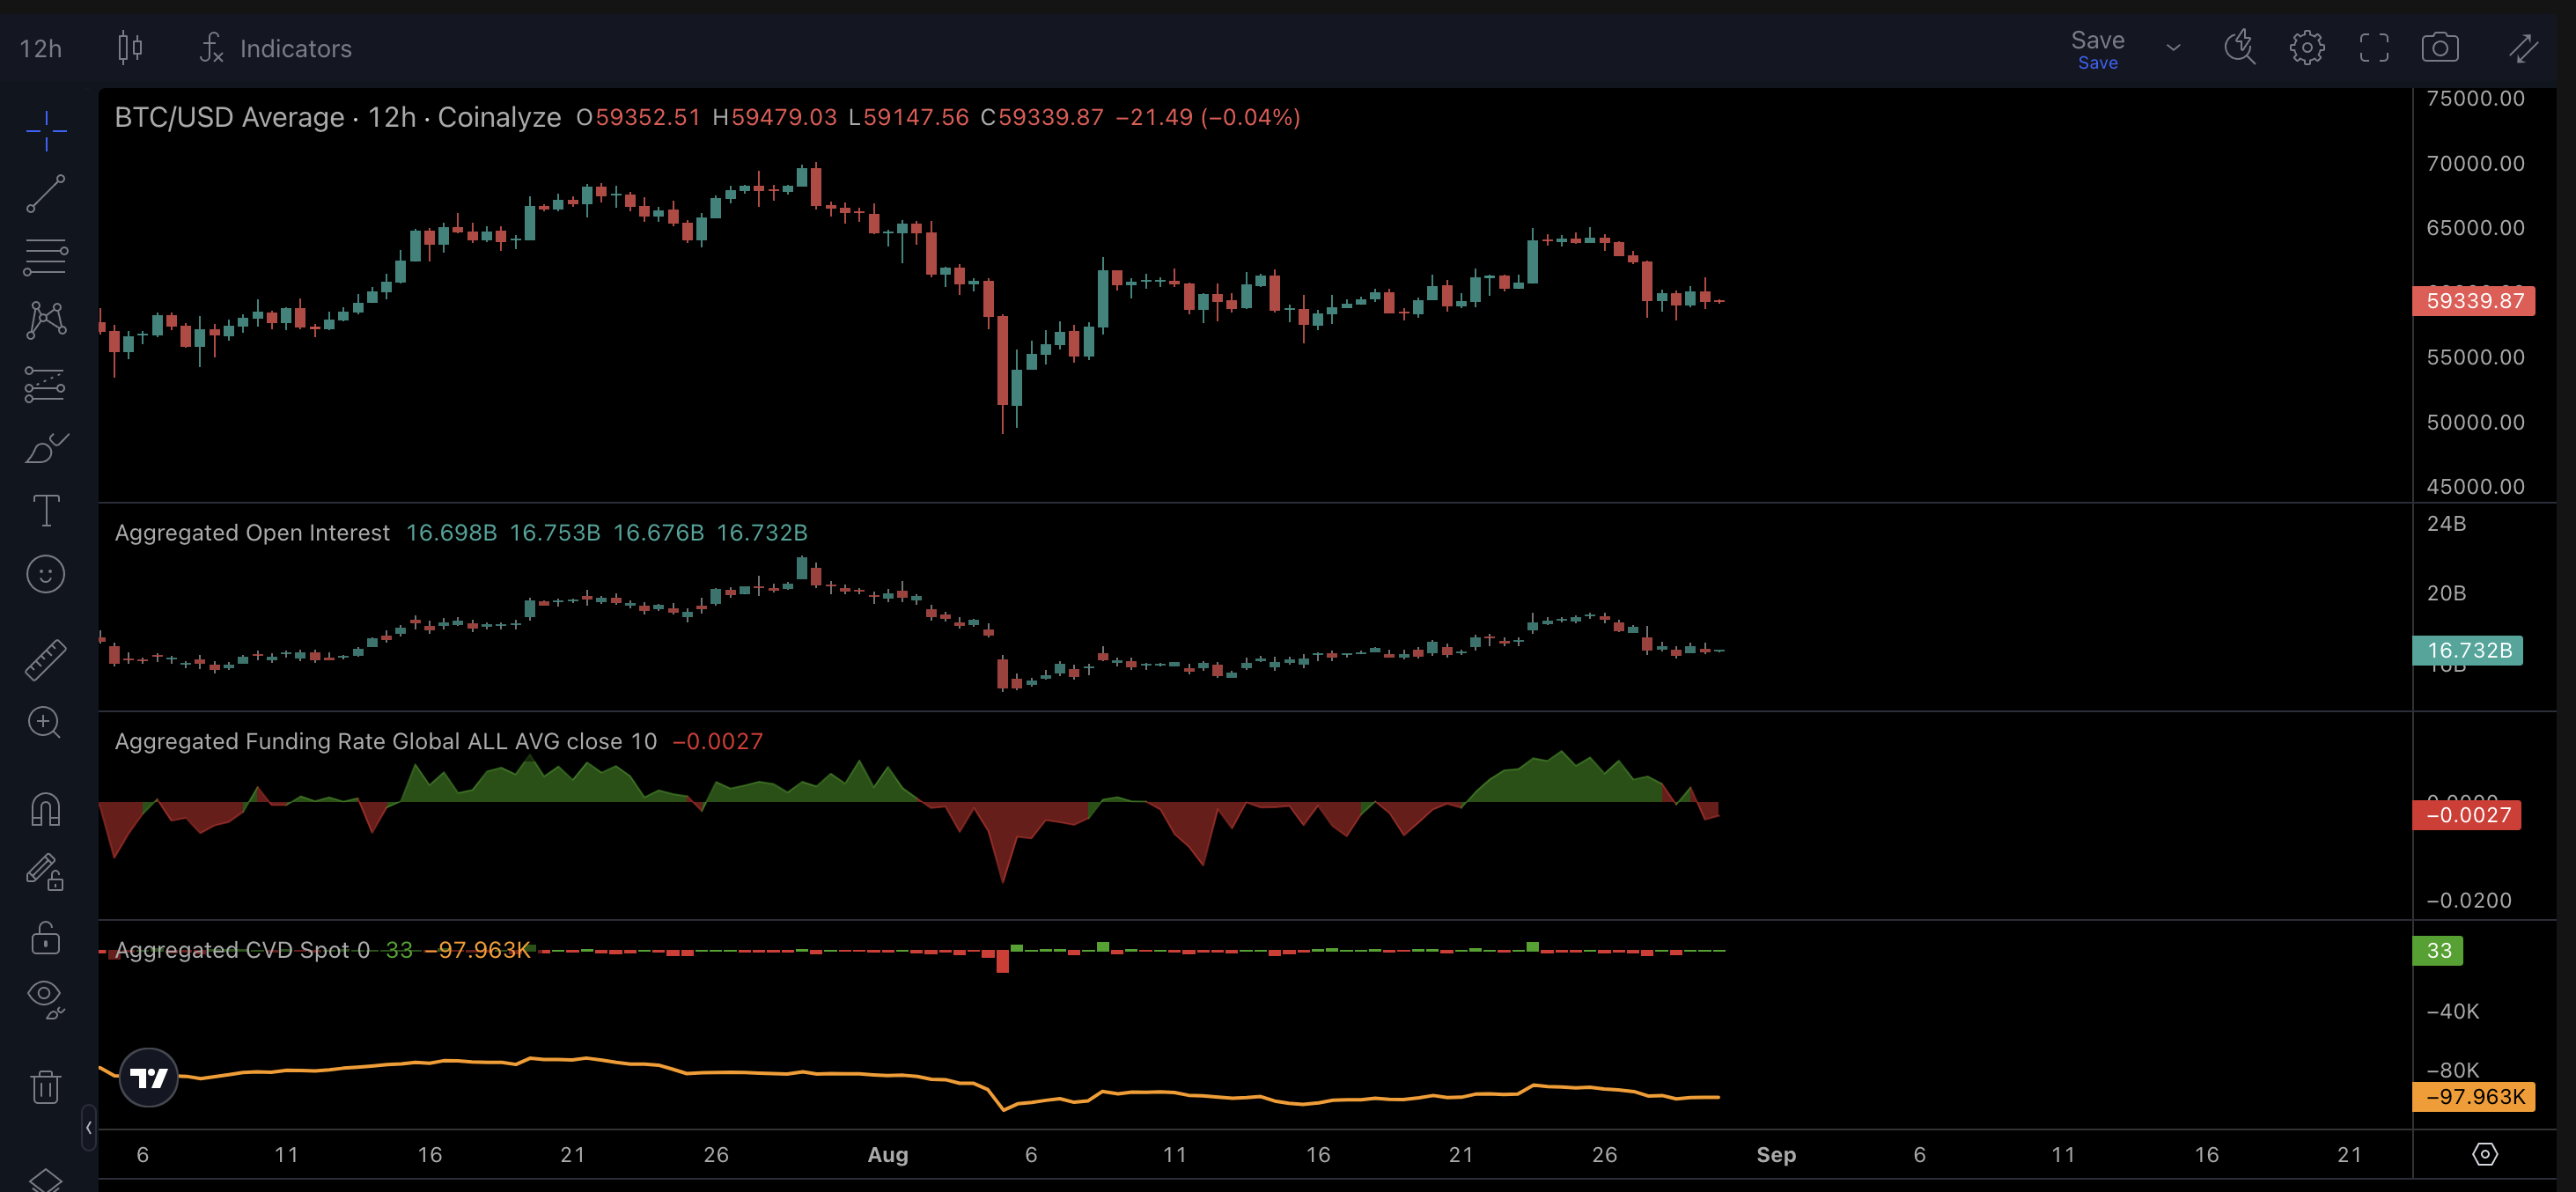 12h Indicators Save
Save
BTC/USD Average · 12h · Coinalyze O59352.51 H59479.03 L59147.56 C59339.87 −21.49 (−0.04%)
75000.00
70000.00
65000.00
59339.87
55000.00
50000.00
45000.00
Aggregated Open Interest 16.698B 16.753B 16.676B 16.732B
24B
20B
16.732B
Aggregated Funding Rate Global ALL AVG close 10 −0.0027
−0.0027
−0.0200
Aggregated CVD Spot 0 33 −97.963K
33
−40K
−80K
−97.963K
6 11 16 21 26 Aug 6 11 16 21 26 Sep 6 11 16 21